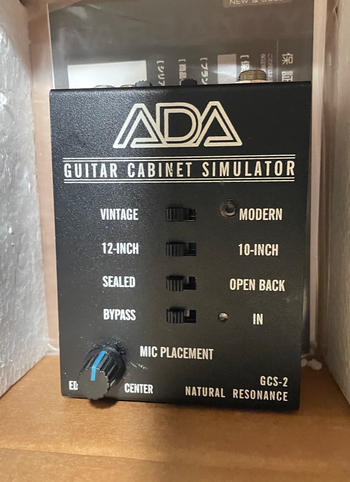 ADA
GUITAR CABINET SIMULATOR
VINTAGE MODERN
12-INCH 10-INCH
SEALED OPEN BACK
BYPASS IN
MIC PLACEMENT
CENTER
GCS-2
NATURAL RESONANCE